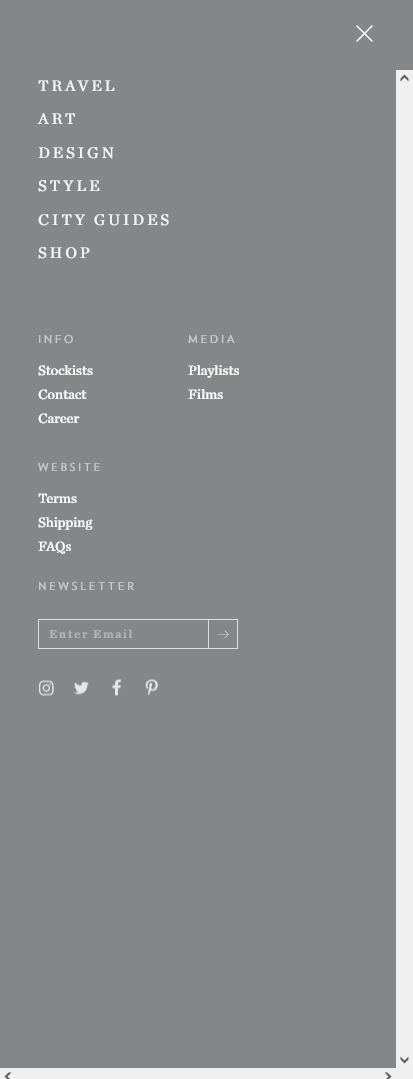 TRAVEL
ART
DESIGN
STYLE
CITY GUIDES
SHOP
INFO
Stockists
Contact
Career
MEDIA
Playlists
Films
WEBSITE
Terms
Shipping
FAQs
NEWSLETTER
Enter Email